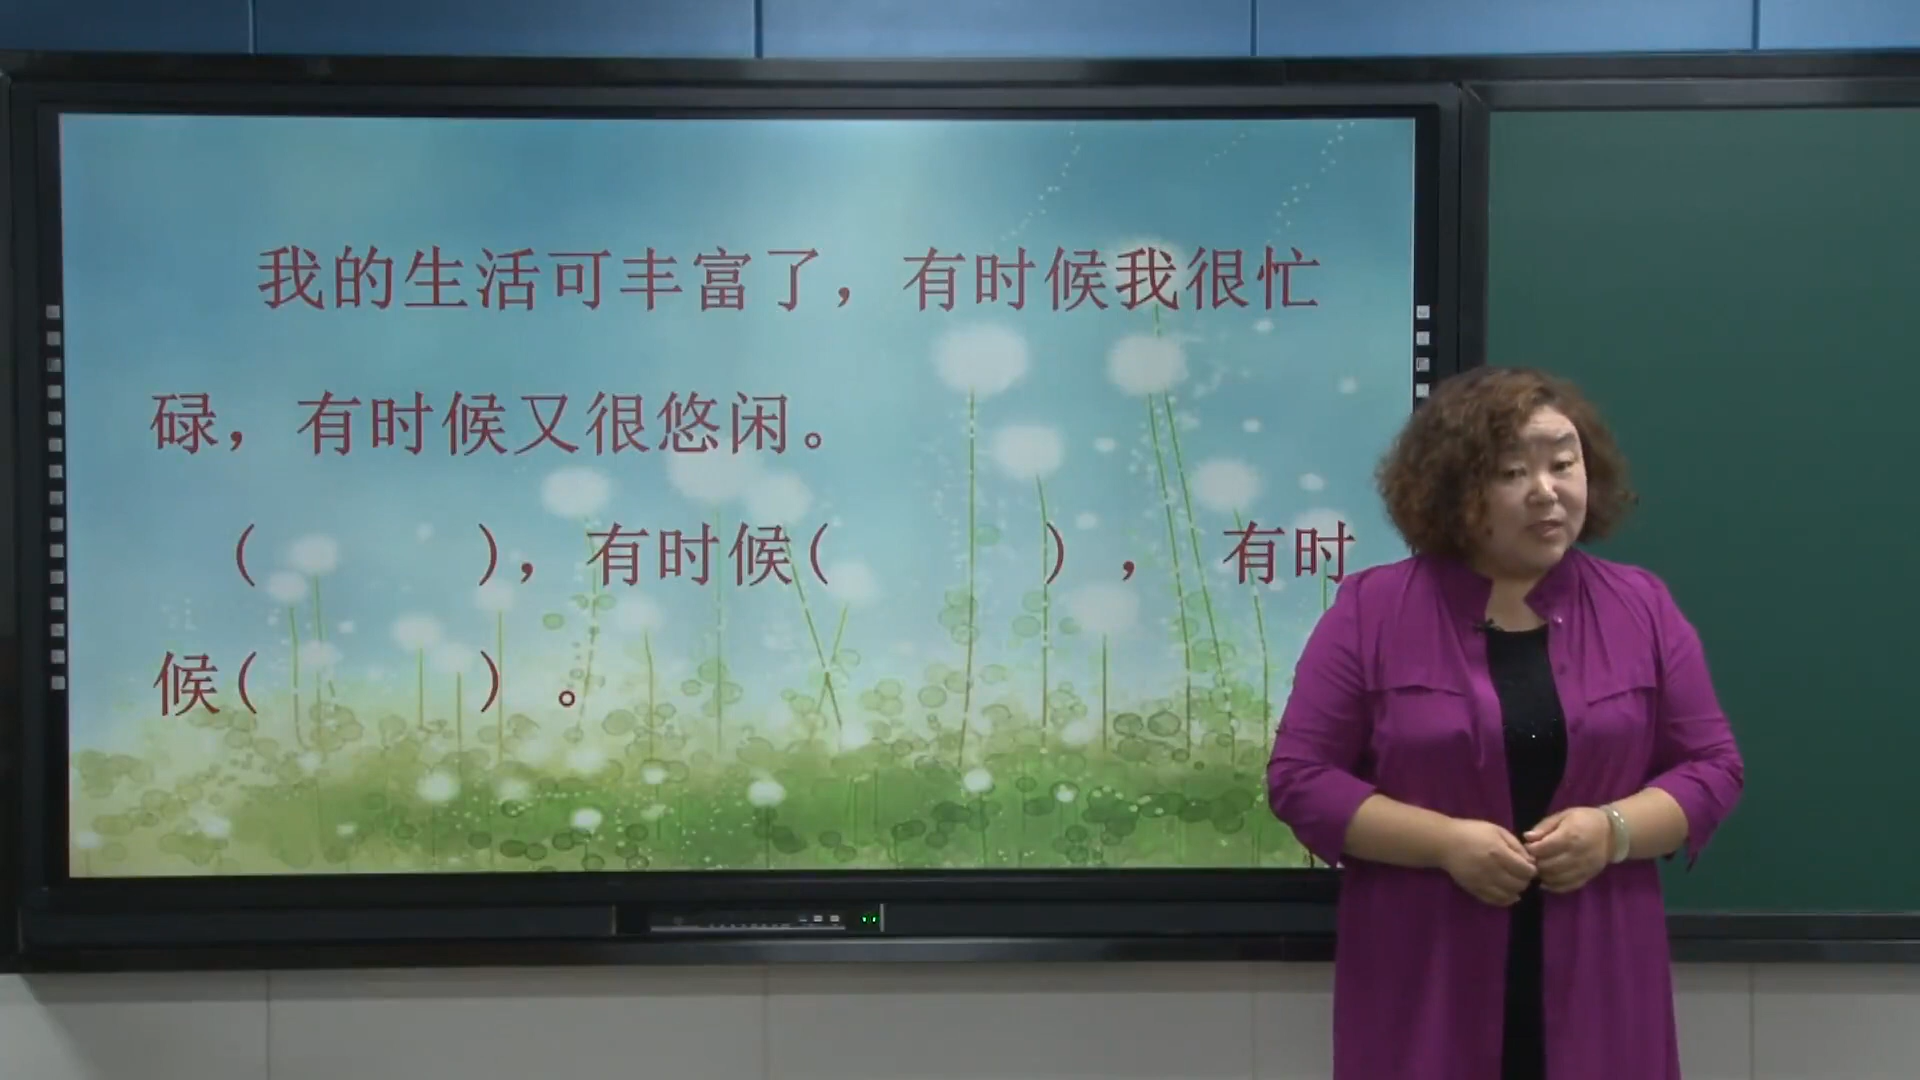 我的生活可丰富了，有时候我很忙
碌，有时候又很悠闲。
（ ），有时候（ ），有时
候（ ）。